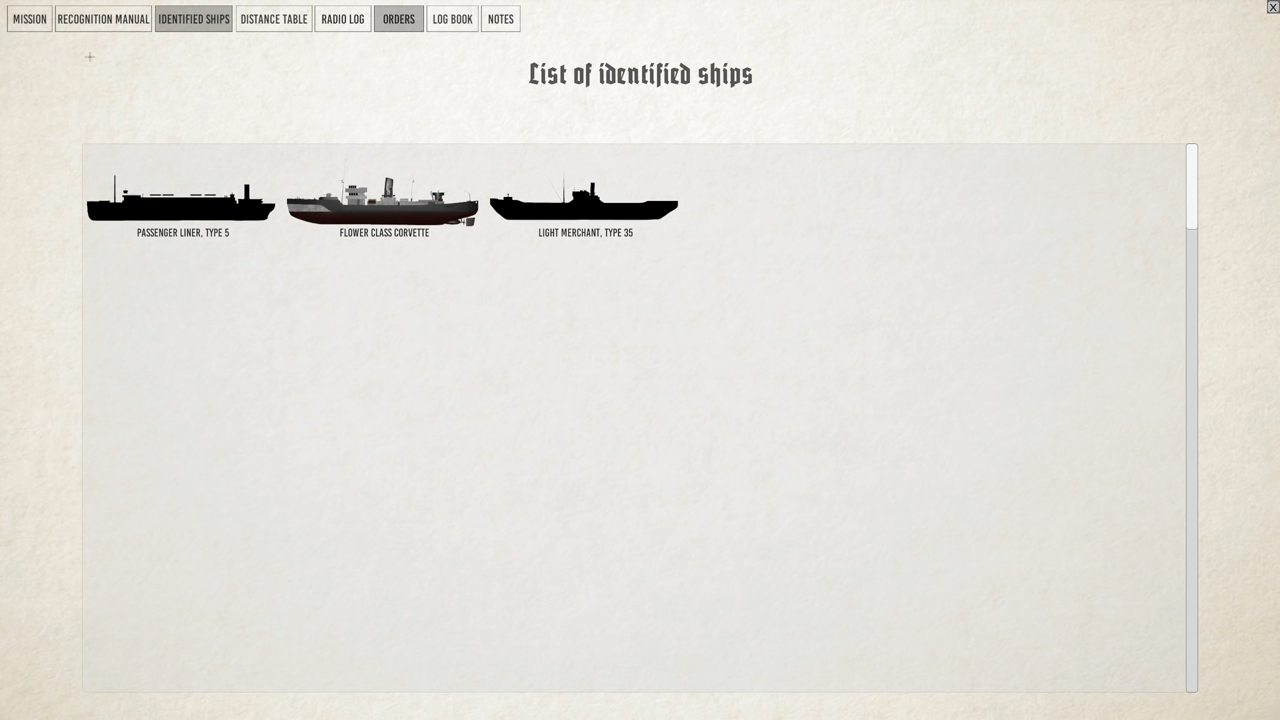 MISSION
RECOGNITION MANUAL
IDENTIFIED SHIPS
DISTANCE TABLE
RADIO LOG
ORDERS
LOG BOOK
NOTES
X
List of identified ships
PASSENGER LINER, TYPE 5
FLOWER CLASS CORVETTE
LIGHT MERCHANT, TYPE 35